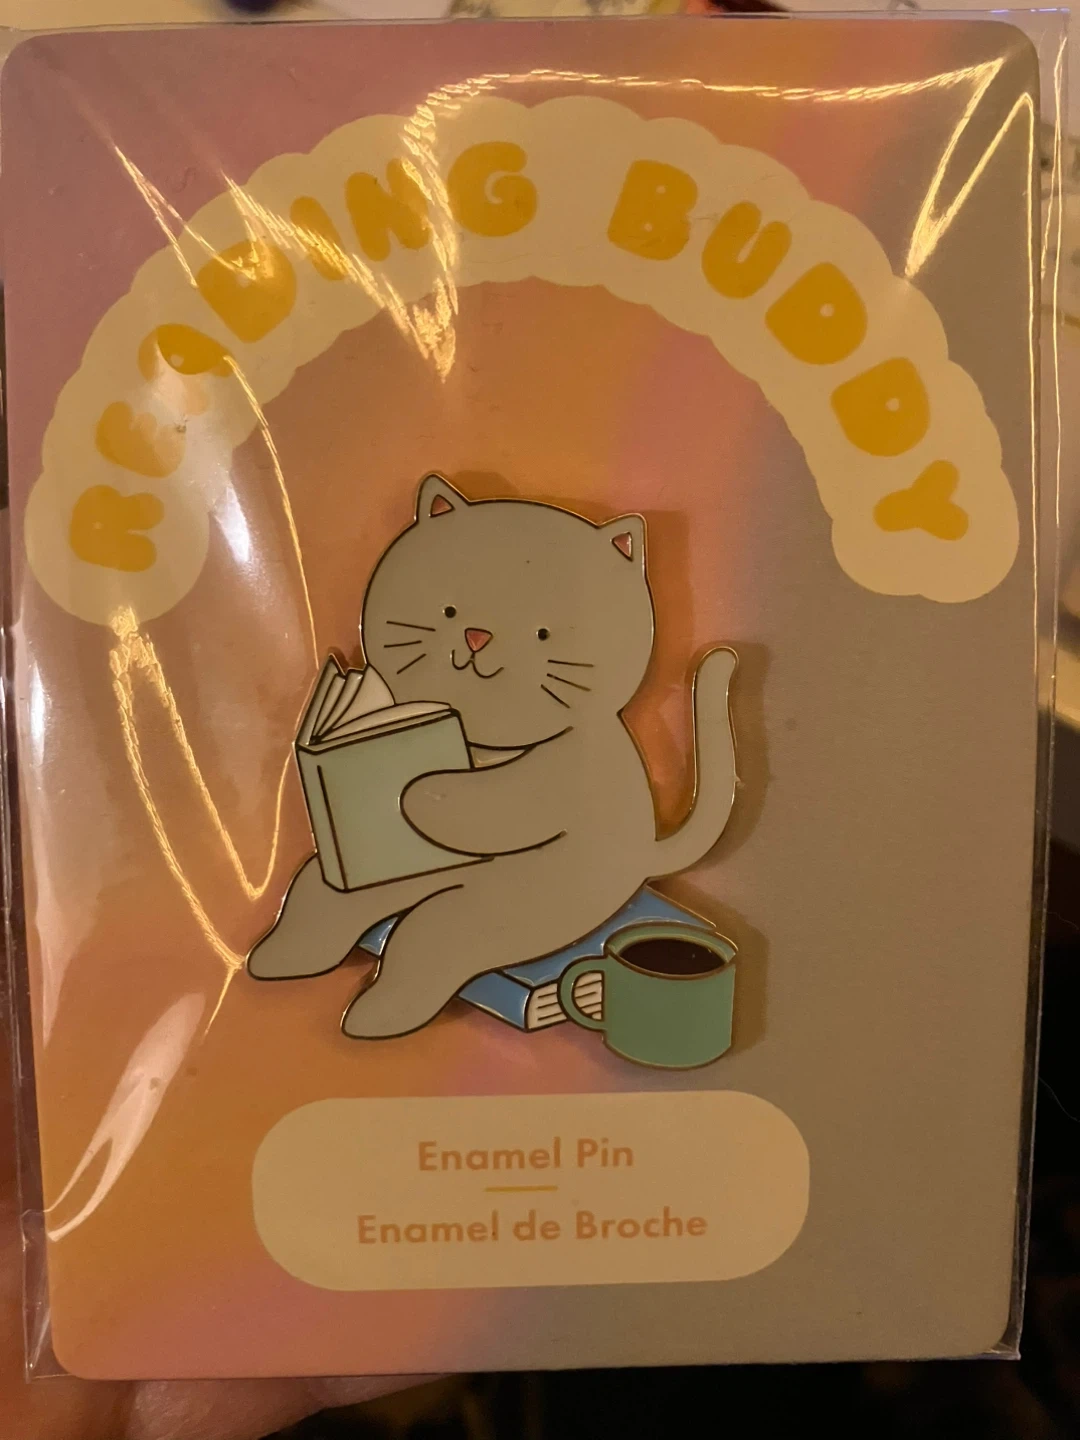 READING BUDDY
Enamel Pin
Enamel de Broche